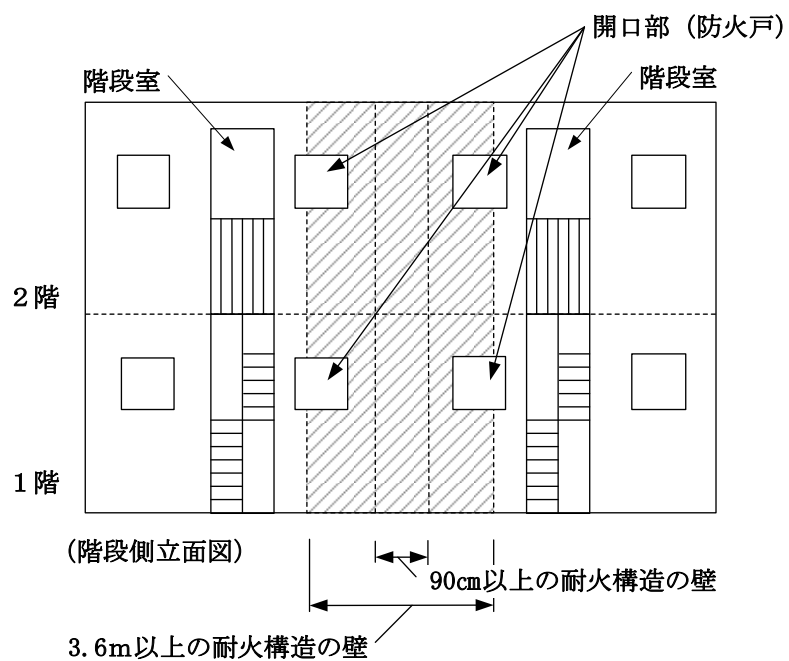 開口部（防火戸）
階段室
階段室
２階
１階
（階段側立面図）
90㎝以上の耐火構造の壁
3.6ｍ以上の耐火構造の壁